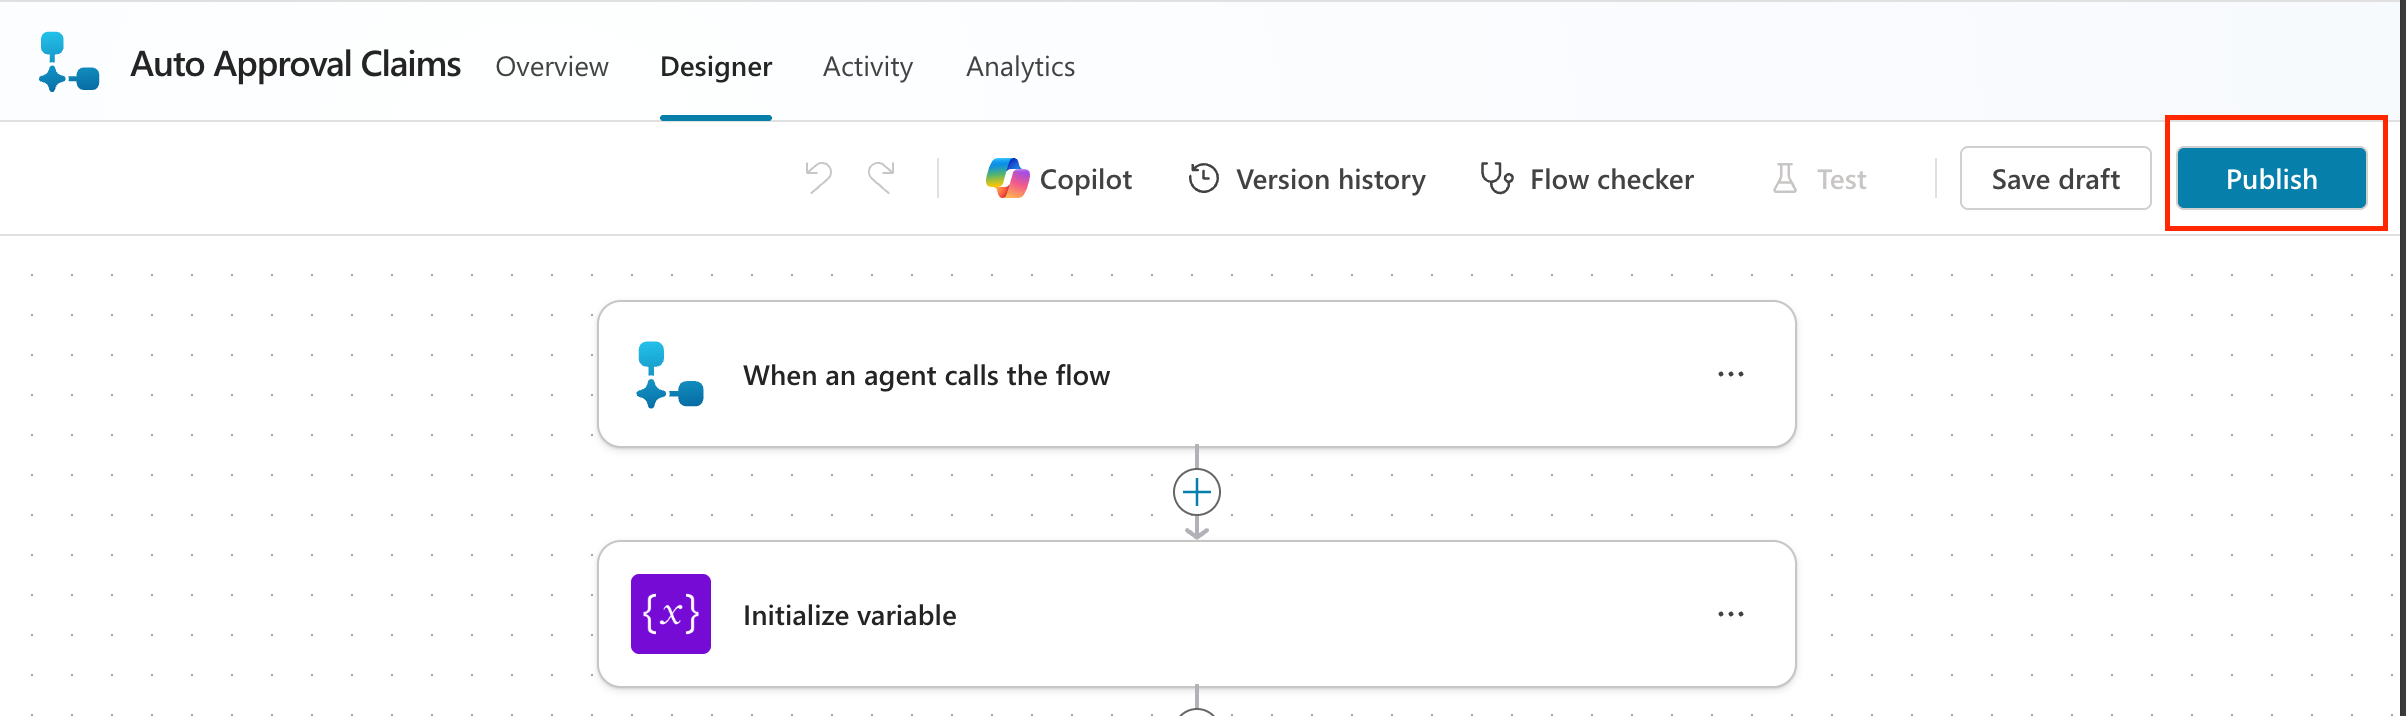 Auto Approval Claims Overview Designer Activity Analytics
Copilot Version history Flow checker Test Save draft Publish
When an agent calls the flow
{x} Initialize variable